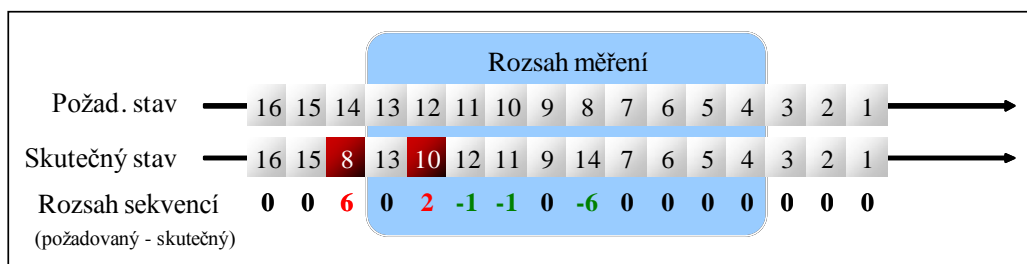 Rozsah měření
Požad. stav 16 15 14 13 12 11 10 9 8 7 6 5 4 3 2 1
Skutečný stav 16 15 8 13 10 12 11 9 14 7 6 5 4 3 2 1
Rozsah sekvencí 0 0 6 0 2 -1 -1 0 -6 0 0 0 0 0 0 0
(požadovaný - skutečný)